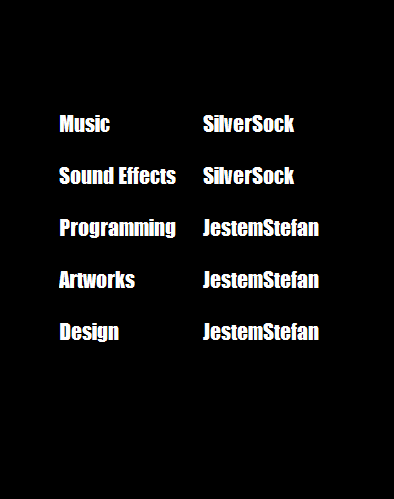 Music SilverSock
Sound Effects SilverSock
Programming JestemStefan
Artworks JestemStefan
Design JestemStefan